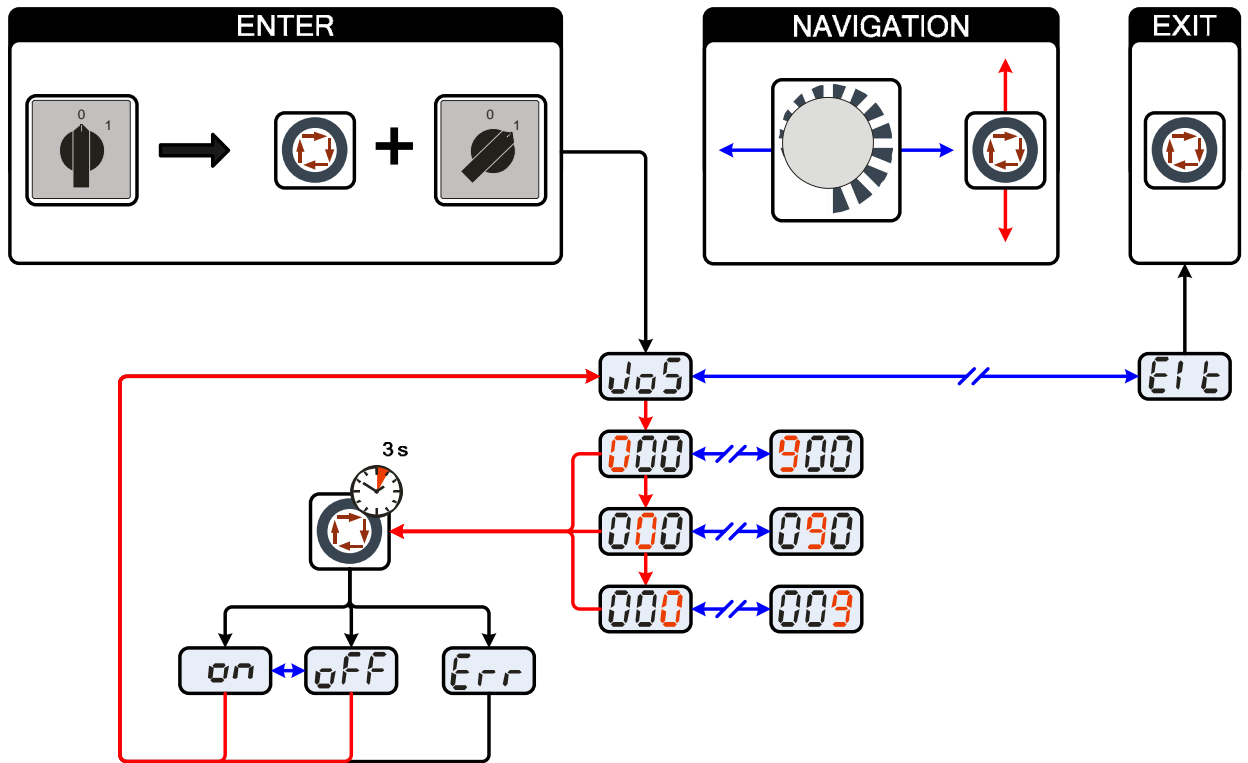 ENTER
NAVIGATION
EXIT
0
1
+
0
1
JoS
EIt
3 s
000
900
000
090
000
009
on
oFF
Err